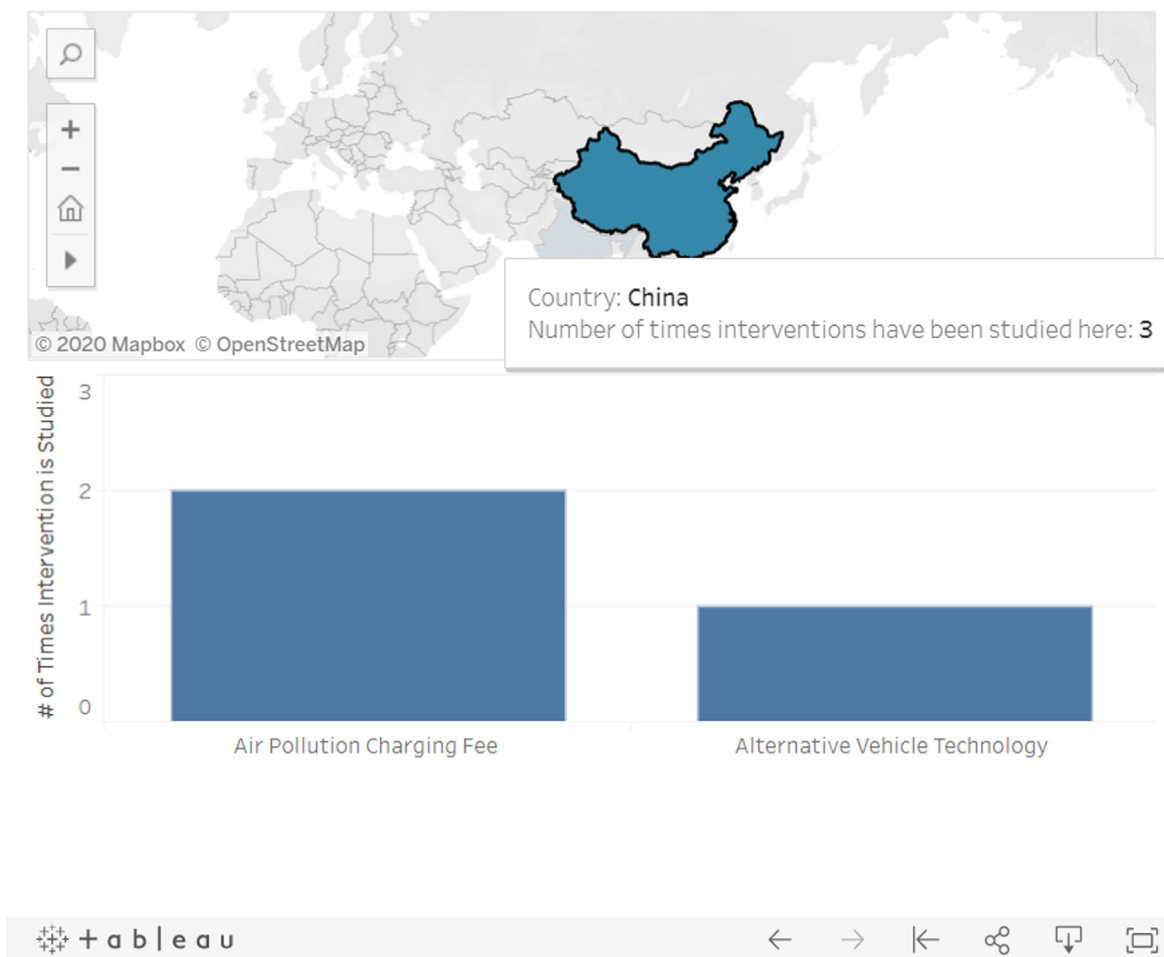 Country: China
Number of times interventions have been studied here: 3
© 2020 Mapbox © OpenStreetMap
# of Times Intervention is Studied
3
2
1
0
Air Pollution Charging Fee
Alternative Vehicle Technology
+ a b l e a u